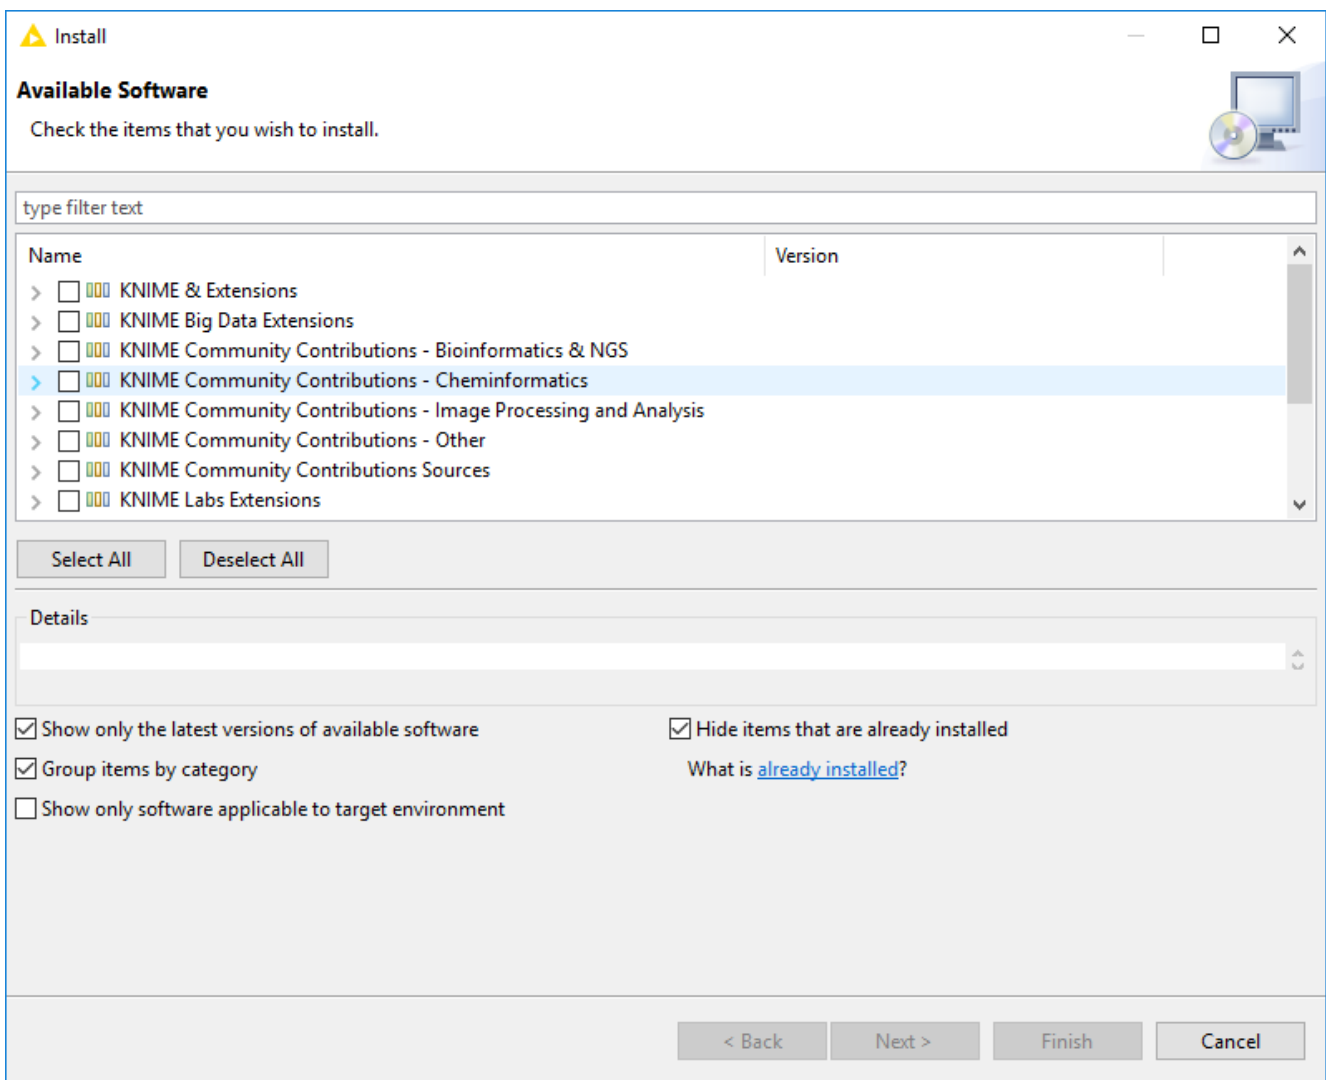 Install
Available Software
Check the items that you wish to install.
type filter text
Name Version
KNIME & Extensions
KNIME Big Data Extensions
KNIME Community Contributions - Bioinformatics & NGS
KNIME Community Contributions - Cheminformatics
KNIME Community Contributions - Image Processing and Analysis
KNIME Community Contributions - Other
KNIME Community Contributions Sources
KNIME Labs Extensions
Select All Deselect All
Details
Show only the latest versions of available software Hide items that are already installed
Group items by category What is already installed?
Show only software applicable to target environment
< Back Next > Finish Cancel